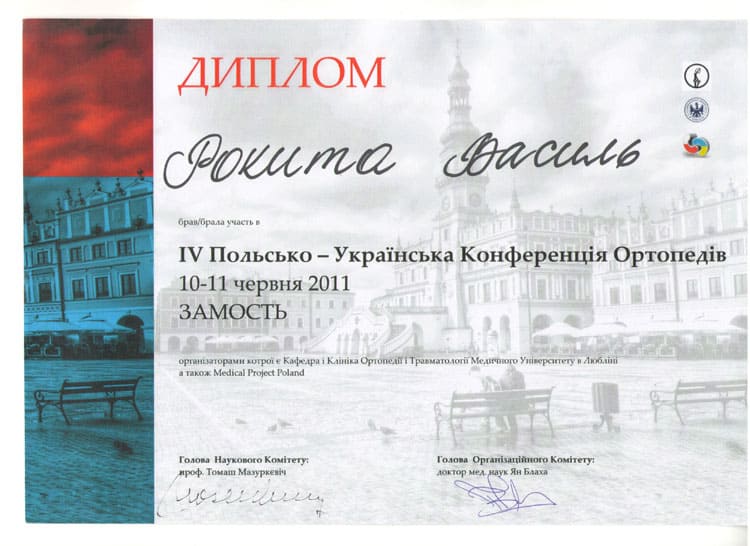 ДИПЛОМ
Рокита Василь
брав/брала участь в
IV Польсько – Українська Конференція Ортопедів
10-11 червня 2011
ЗАМОСТЬ
організаторами котрої є Кафедра і Клініка Ортопедії і Травматології Медичного Університету в Любліні
а також Medical Project Poland
Голова Наукового Комітету:
проф. Томаш Мазуркєвіч
Голова Організаційного Комітету:
доктор мед. наук Ян Блаха